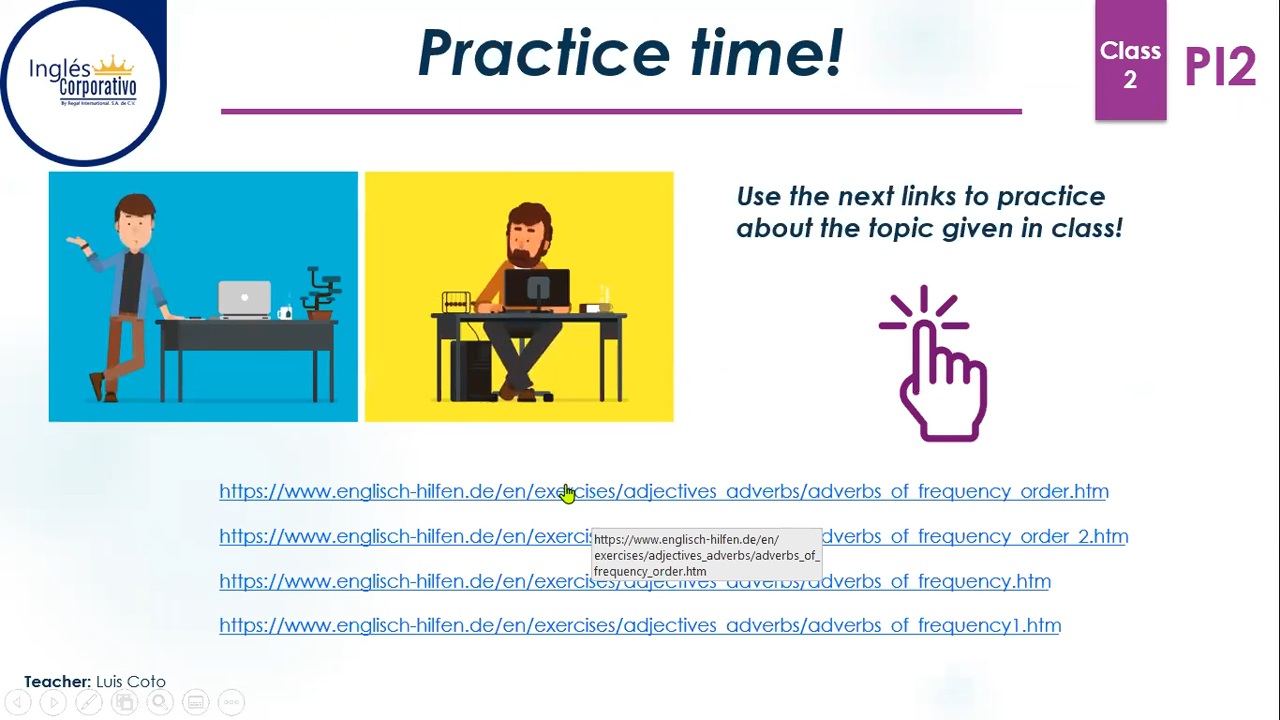 Practice time!
Class
2
PI2
Inglés
Corporativo
By Regal International, S.A. de C.V.
Use the next links to practice
about the topic given in class!
https://www.englisch-hilfen.de/en/exercises/adjectives_adverbs/adverbs_of_frequency_order.htm
https://www.englisch-hilfen.de/en/exerci
dverbs_of_frequency_order_2.htm
https://www.englisch-hilfen.de/en/
exercises/adjectives_adverbs/adverbs_of_
frequency_order.htm
https://www.englisch-hilfen.de/en/exercises/adjectives_adverbs/adverbs_of_frequency.htm
https://www.englisch-hilfen.de/en/exercises/adjectives_adverbs/adverbs_of_frequency1.htm
Teacher: Luis Coto